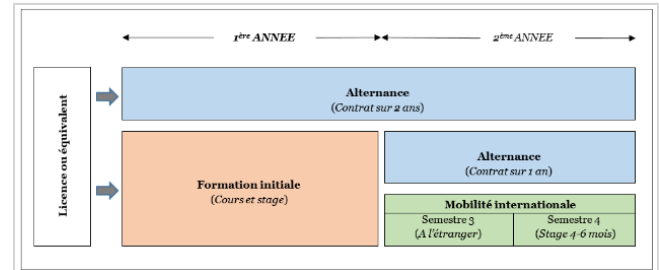 1ère ANNEE
2ème ANNEE
Licence ou équivalent
Alternance
(Contrat sur 2 ans)
Formation initiale
(Cours et stage)
Alternance
(Contrat sur 1 an)
Mobilité internationale
Semestre 3
(A l'étranger)
Semestre 4
(Stage 4-6 mois)